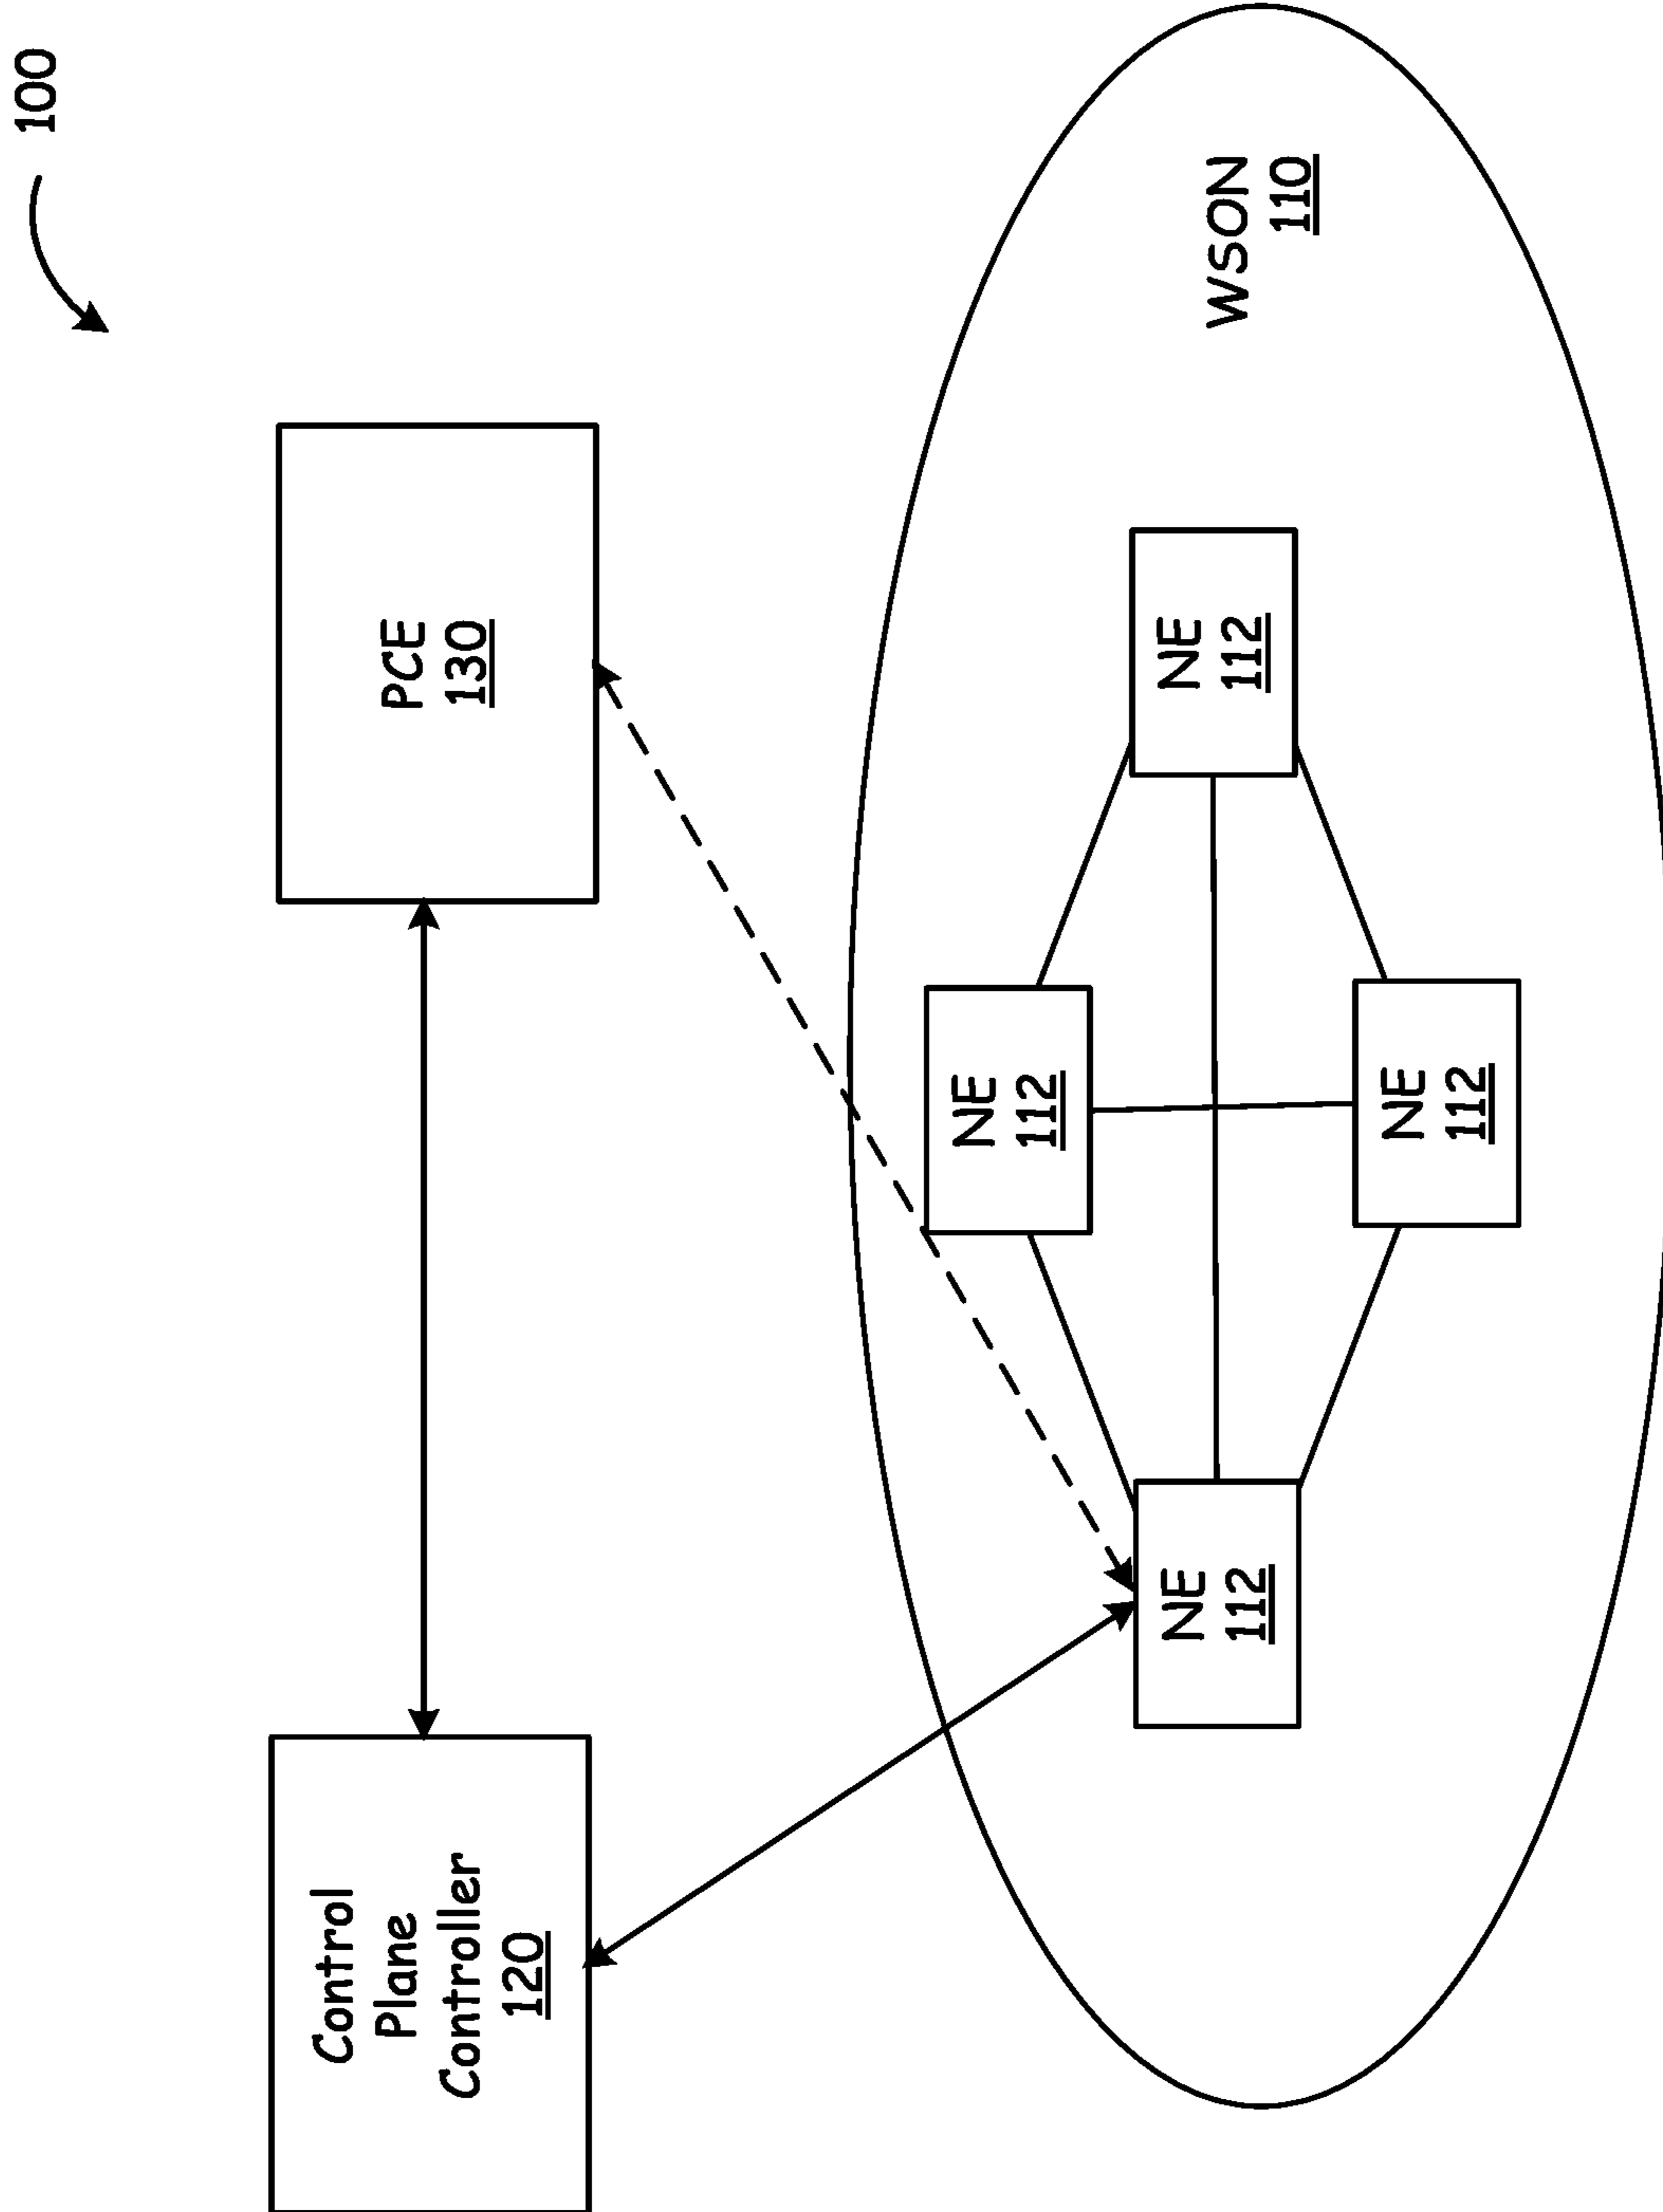 100
Control
Plane
Controller
120
PCE
130
NE
112
NE
112
NE
112
NE
112
WSON
110